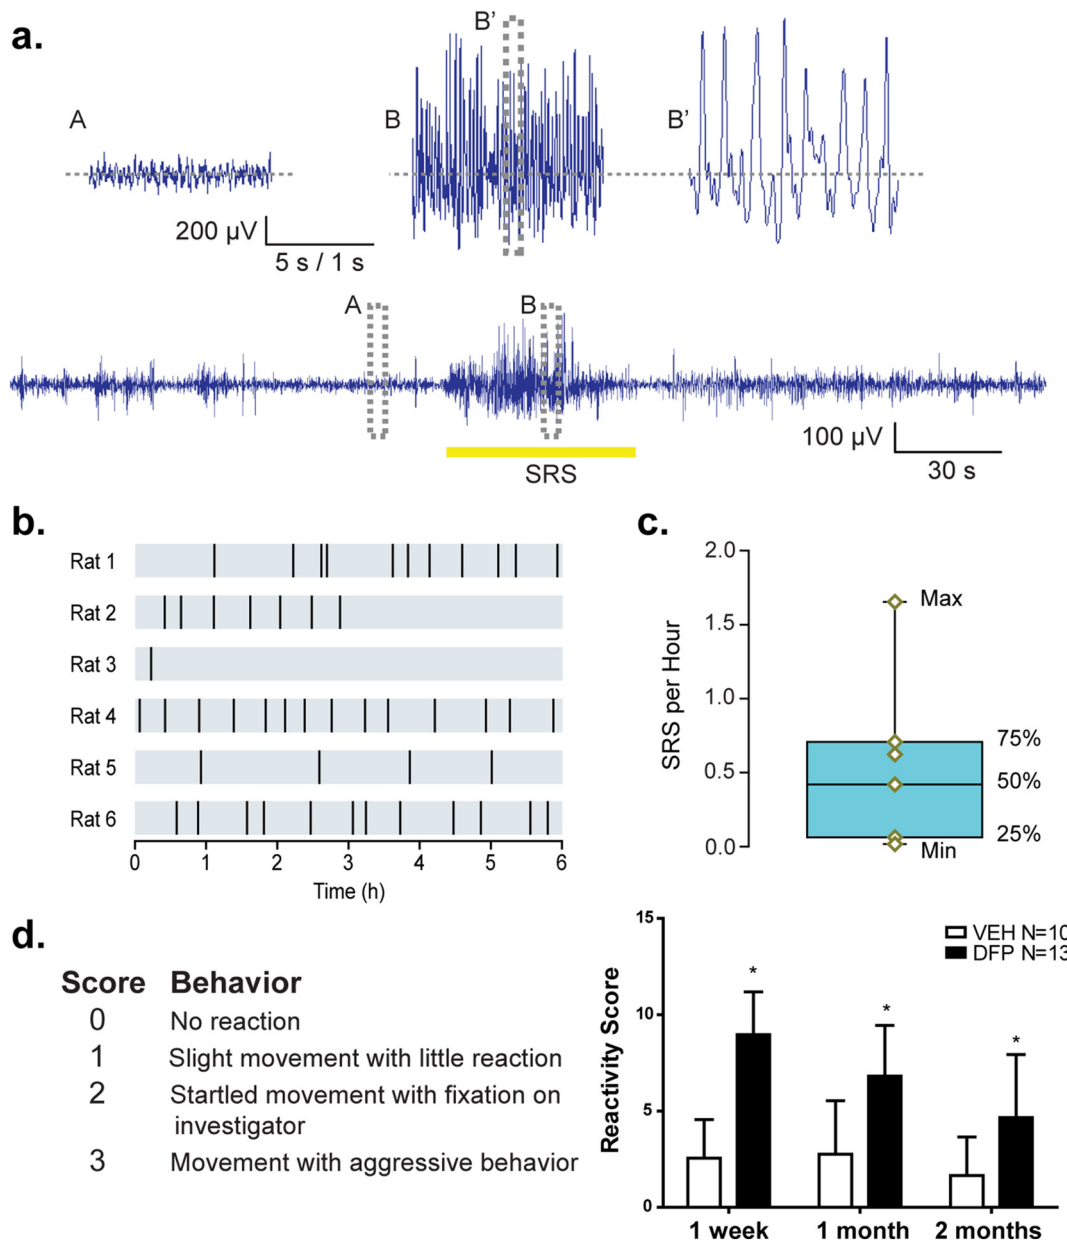 a.
A
B
B’
B’
200 µV
5 s / 1 s
A
B
SRS
100 µV
30 s
b.
Rat 1
Rat 2
Rat 3
Rat 4
Rat 5
Rat 6
0 1 2 3 4 5 6
Time (h)
c.
SRS per Hour
2.0
1.5
1.0
0.5
0.0
Max
75%
50%
25%
Min
d.
Score Behavior
0 No reaction
1 Slight movement with little reaction
2 Startled movement with fixation on
investigator
3 Movement with aggressive behavior
Reactivity Score
15
10
5
0
VEH N=10
DFP N=13
*
*
*
1 week 1 month 2 months